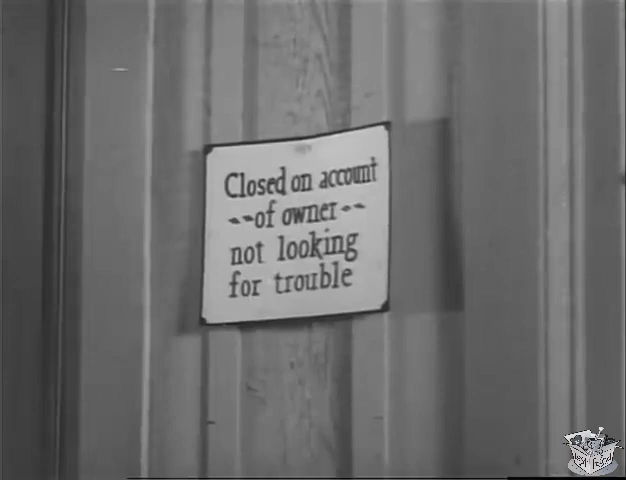 Closed on account
of owner
not looking
for trouble